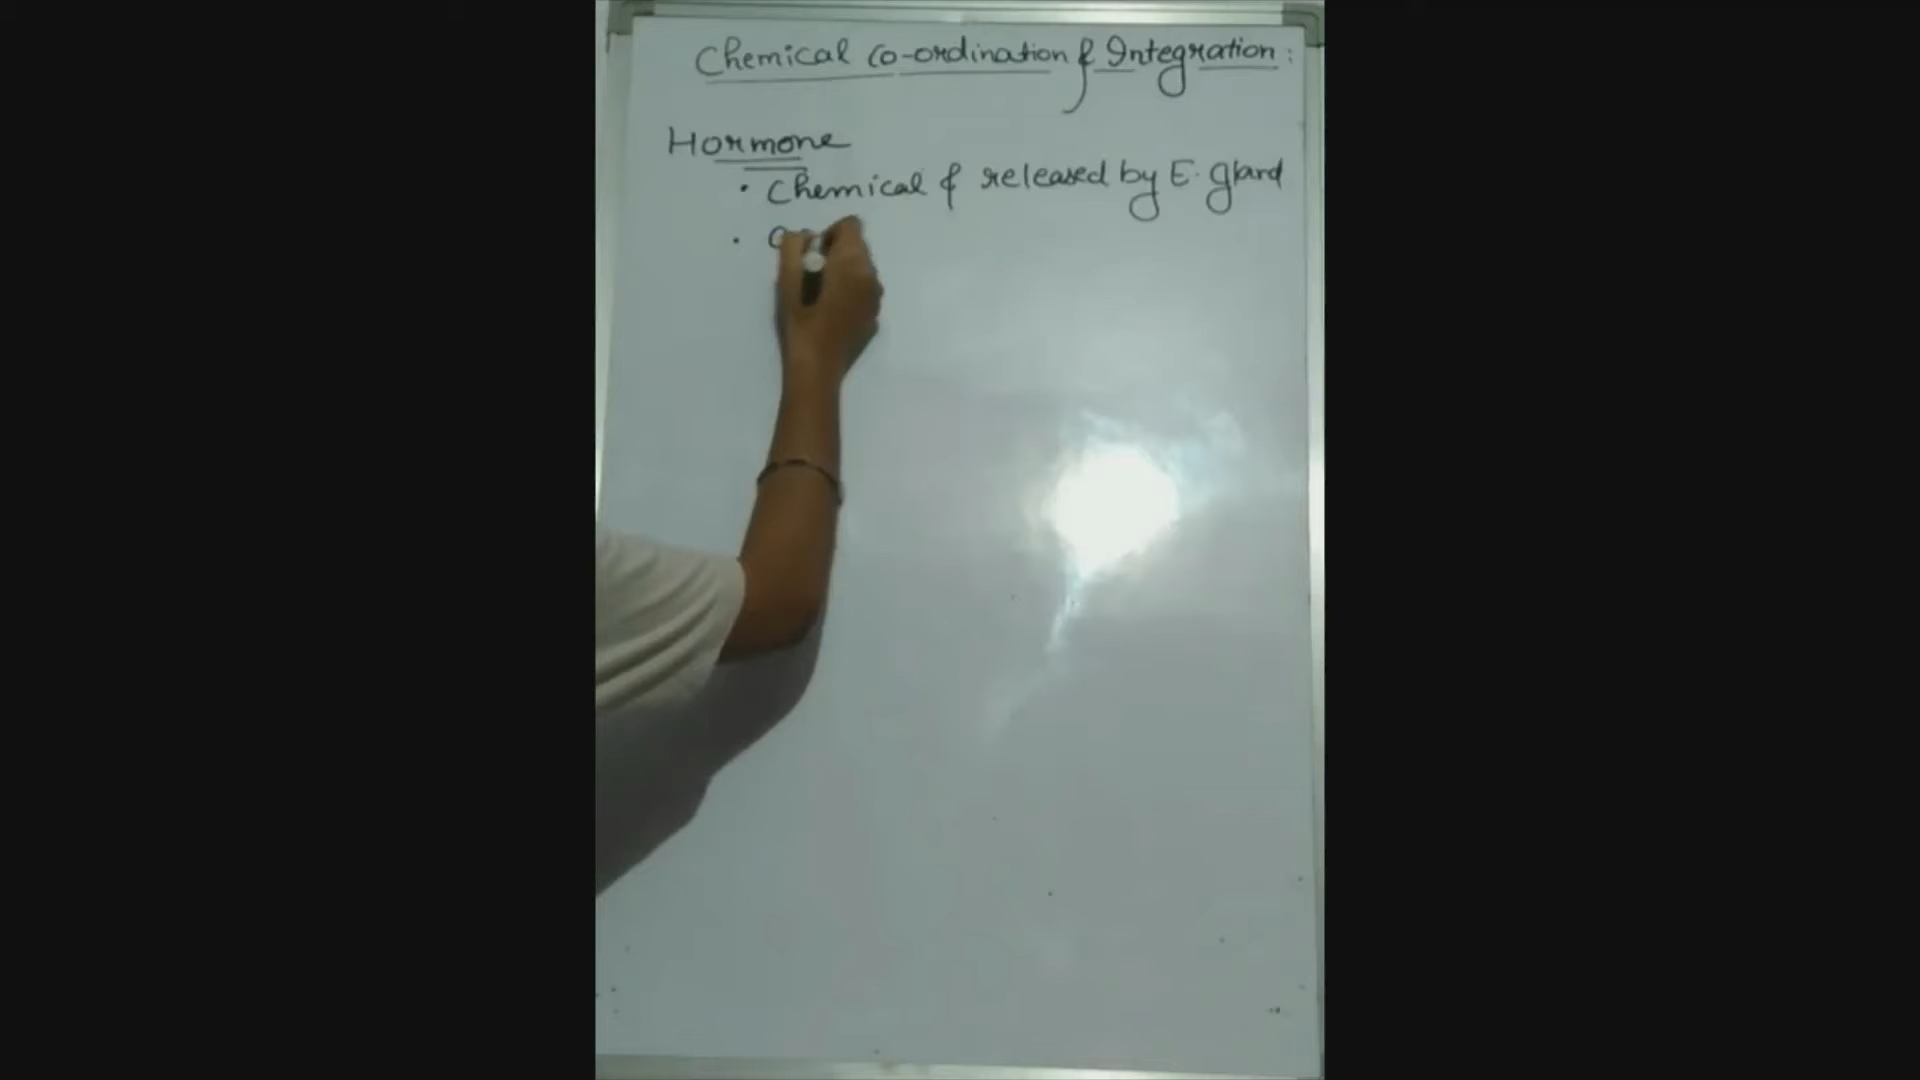 Chemical Co-ordination & Integration :
Hormone
• Chemical & released by E. gland
•